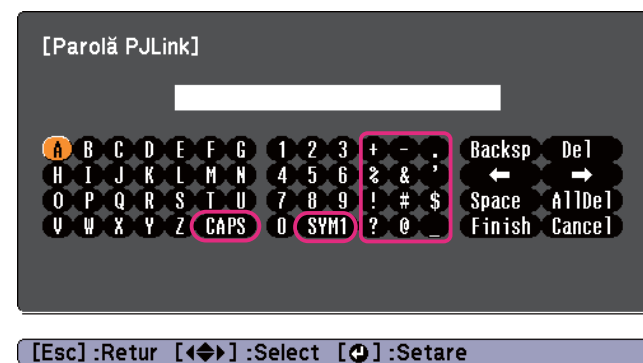 [Parolă PJLink]
A B C D E F G 1 2 3 + - . Backsp Del
H I J K L M N 4 5 6 % & ' ← →
O P Q R S T U 7 8 9 ! # $ Space AllDel
V W X Y Z CAPS 0 SYM1 ? @ _ Finish Cancel
[Esc] :Retur [◀◆▶] :Select [↵] :Setare